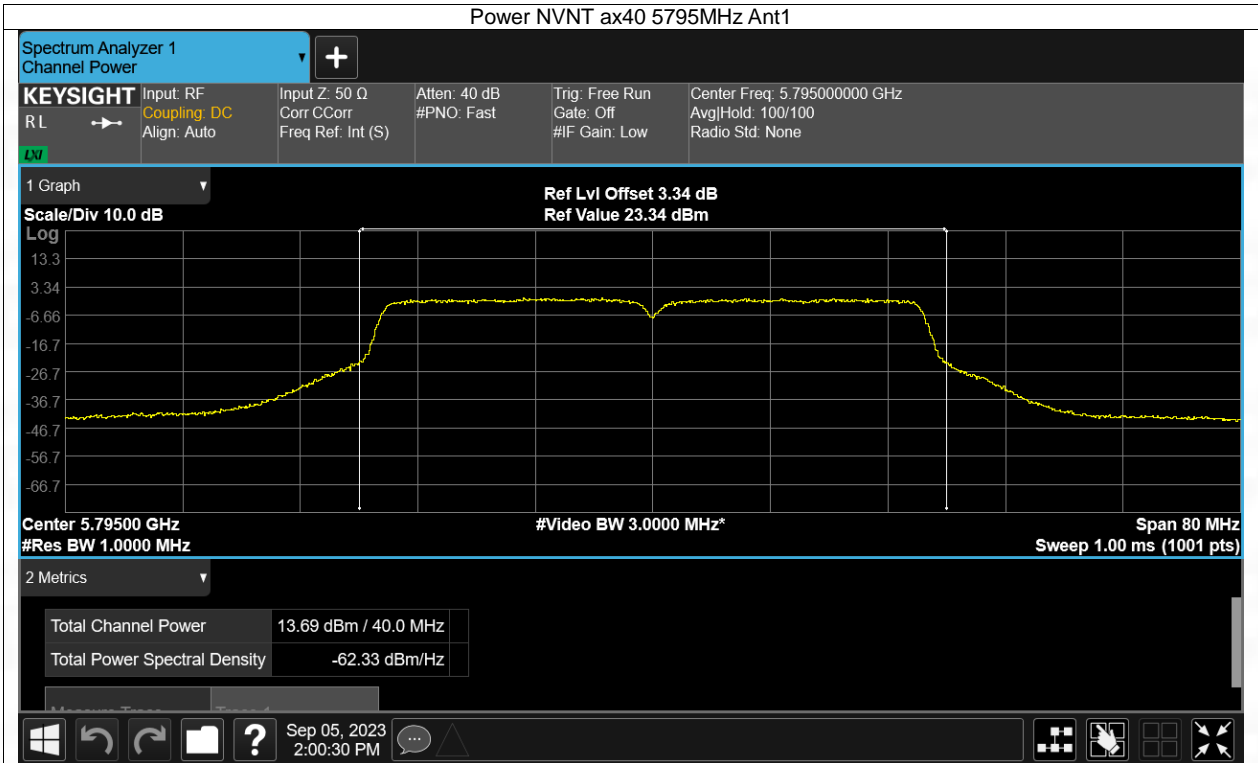 Power NVNT ax40 5795MHz Ant1
Spectrum Analyzer 1
Channel Power
KEYSIGHT
R L
LXI
Input: RF
Coupling: DC
Align: Auto
Input Z: 50 Ω
Corr CCorr
Freq Ref: Int (S)
Atten: 40 dB
#PNO: Fast
Trig: Free Run
Gate: Off
#IF Gain: Low
Center Freq: 5.795000000 GHz
Avg|Hold: 100/100
Radio Std: None
1 Graph
Ref Lvl Offset 3.34 dB
Scale/Div 10.0 dB
Ref Value 23.34 dBm
Log
13.3
3.34
-6.66
-16.7
-26.7
-36.7
-46.7
-56.7
-66.7
Center 5.79500 GHz
#Video BW 3.0000 MHz*
Span 80 MHz
#Res BW 1.0000 MHz
Sweep 1.00 ms (1001 pts)
2 Metrics
Total Channel Power 13.69 dBm / 40.0 MHz
Total Power Spectral Density -62.33 dBm/Hz
Sep 05, 2023
2:00:30 PM